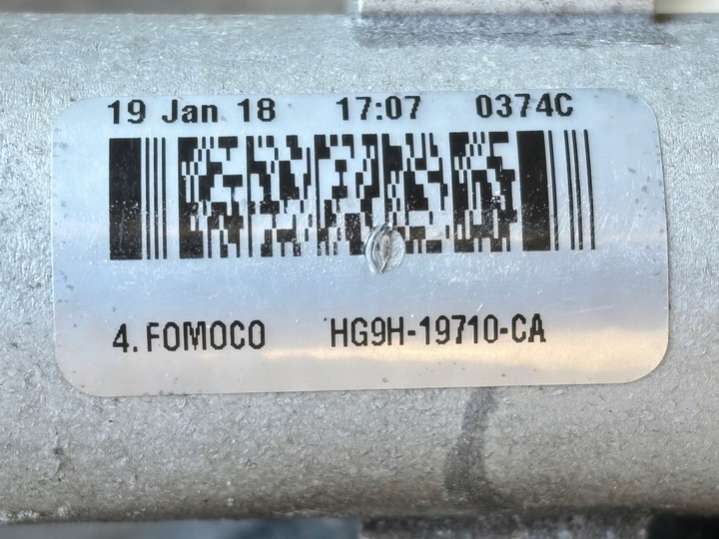 19 Jan 18 17:07 0374C
4. FOMOCO HG9H-19710-CA